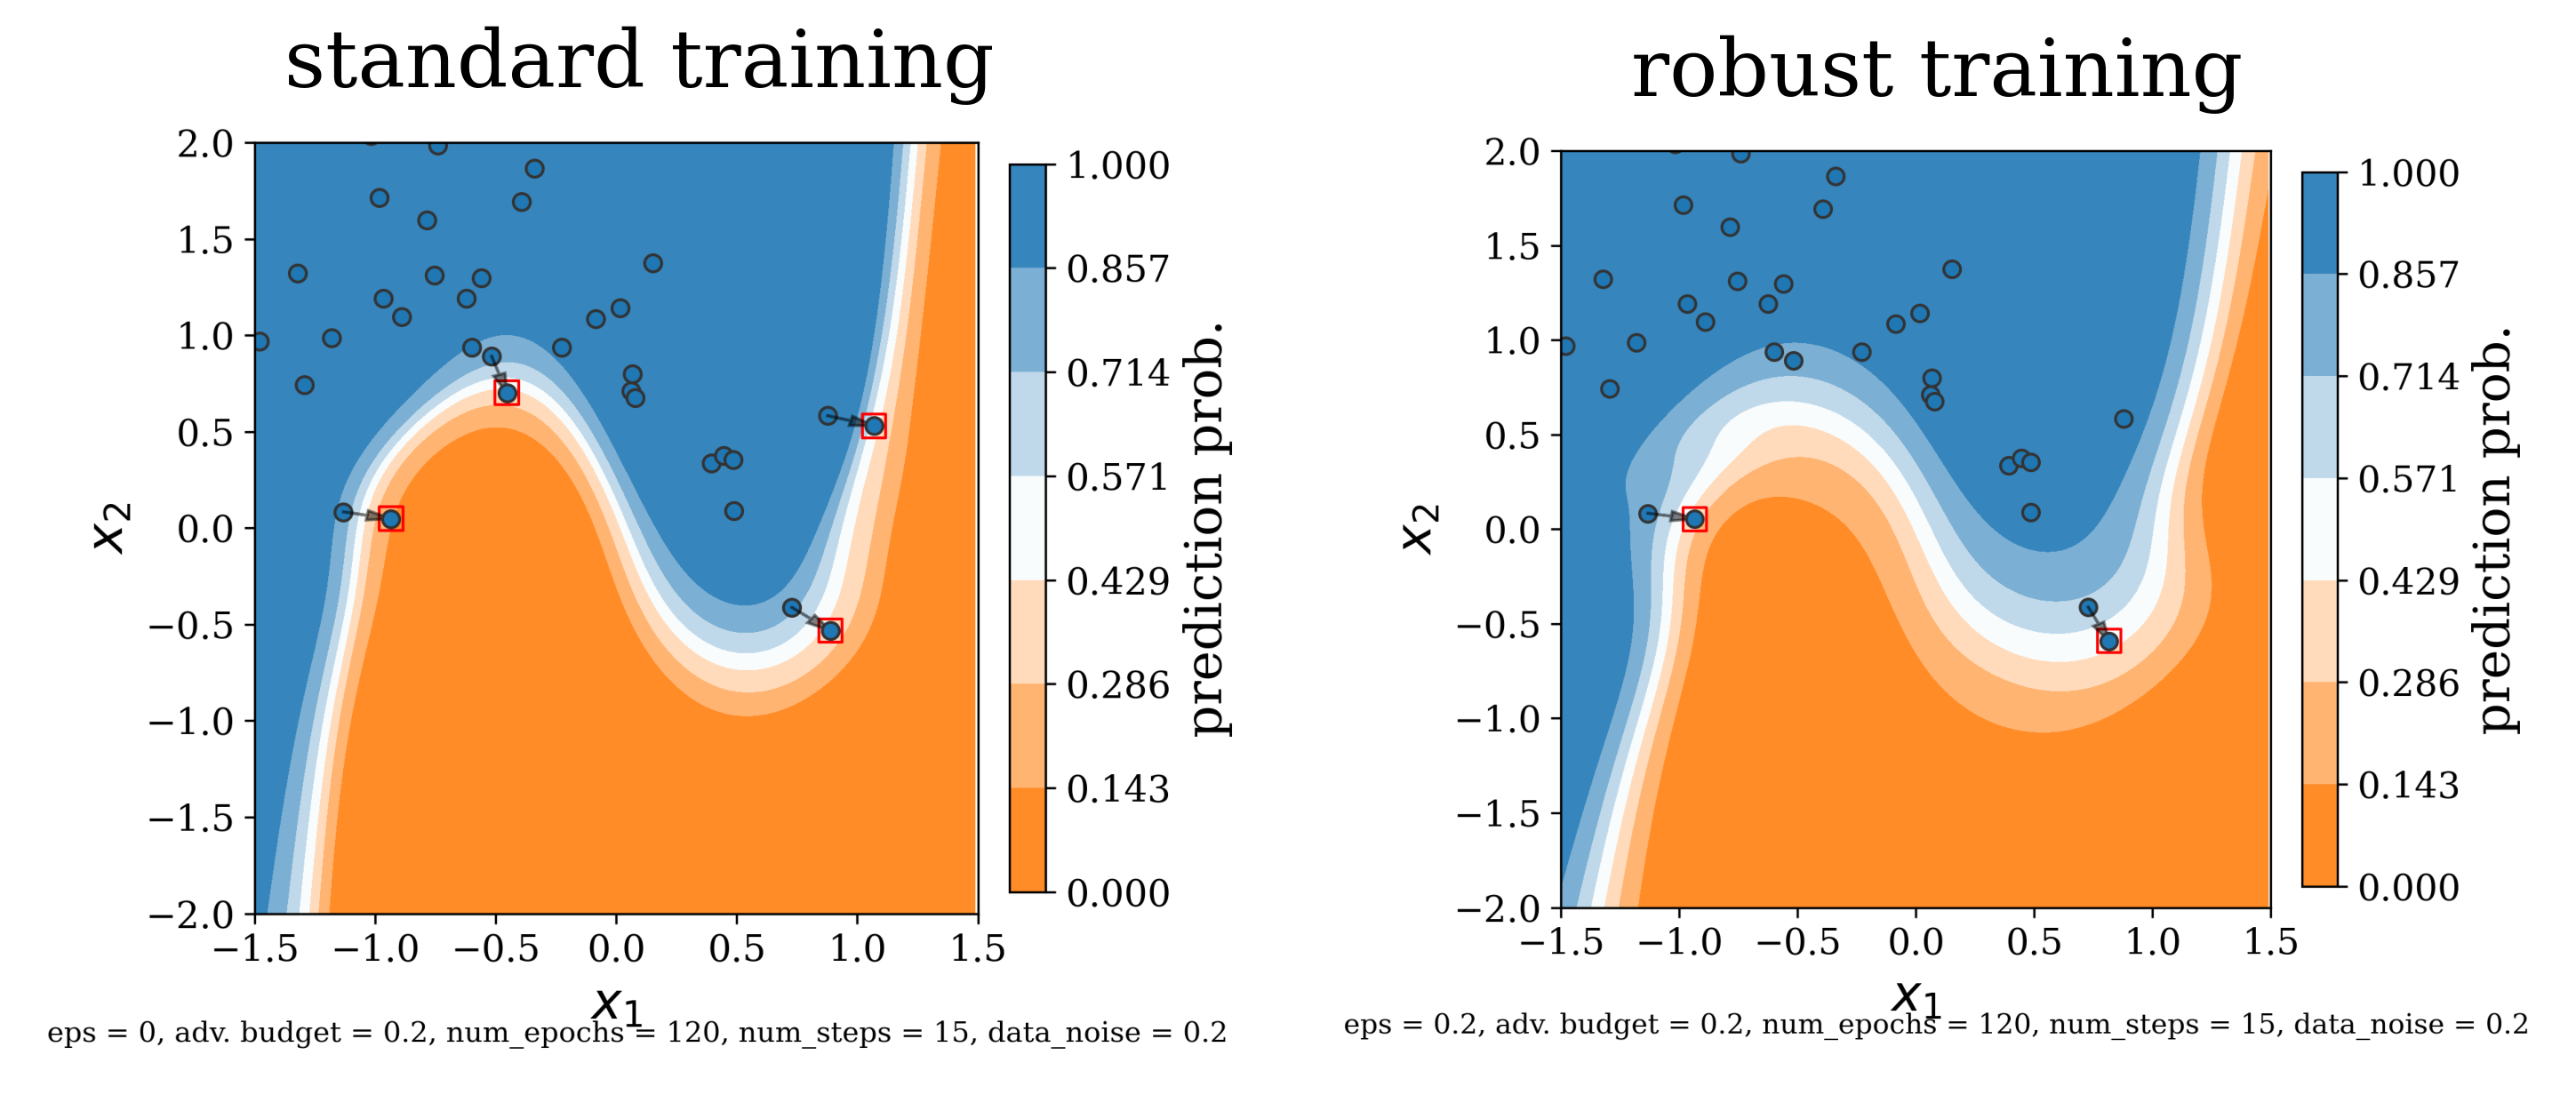 standard training
2.0
1.5
1.0
0.5
0.0
−0.5
−1.0
−1.5
−2.0
x2
−1.5 −1.0 −0.5 0.0 0.5 1.0 1.5
x1
1.000
0.857
0.714
0.571
0.429
0.286
0.143
0.000
prediction prob.
eps = 0, adv. budget = 0.2, num_epochs = 120, num_steps = 15, data_noise = 0.2
robust training
2.0
1.5
1.0
0.5
0.0
−0.5
−1.0
−1.5
−2.0
x2
−1.5 −1.0 −0.5 0.0 0.5 1.0 1.5
x1
1.000
0.857
0.714
0.571
0.429
0.286
0.143
0.000
prediction prob.
eps = 0.2, adv. budget = 0.2, num_epochs = 120, num_steps = 15, data_noise = 0.2